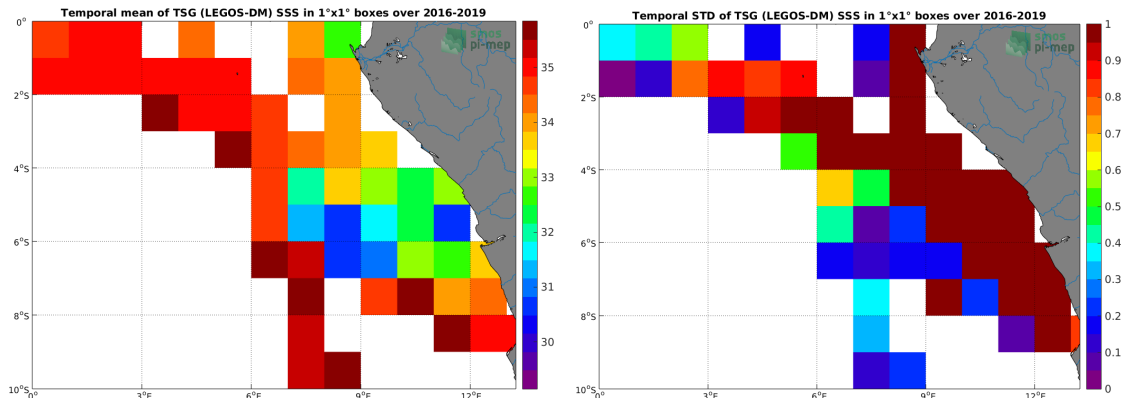 Temporal mean of TSG (LEGOS-DM) SSS in 1°x1° boxes over 2016-2019
0°
2°S
4°S
6°S
8°S
10°S
0° 3°E 6°E 9°E 12°E
smos
pi-mep
35
34
33
32
31
30
Temporal STD of TSG (LEGOS-DM) SSS in 1°x1° boxes over 2016-2019
0°
2°S
4°S
6°S
8°S
10°S
0° 3°E 6°E 9°E 12°E
smos
pi-mep
1
0.9
0.8
0.7
0.6
0.5
0.4
0.3
0.2
0.1
0